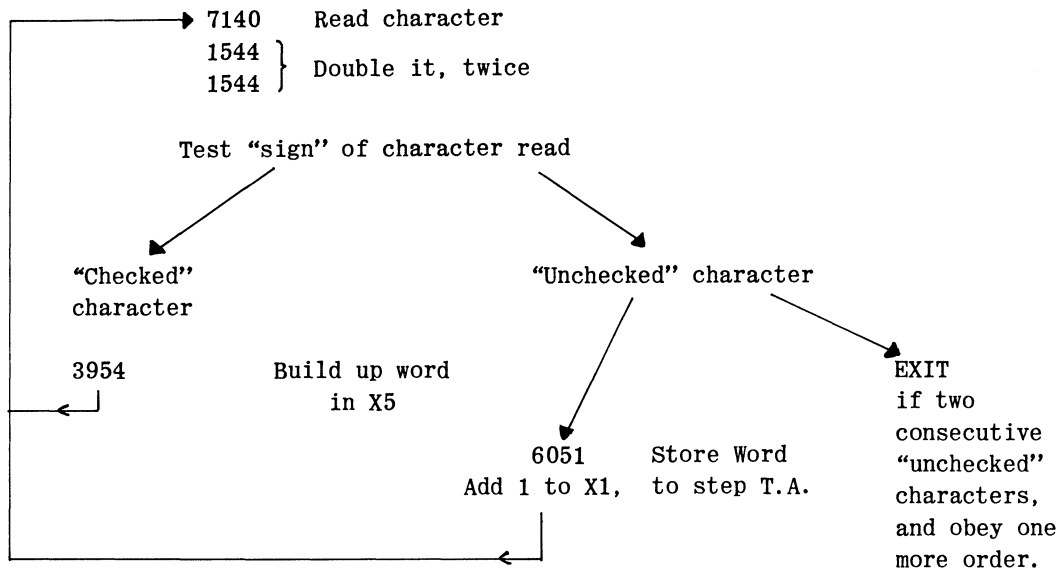 7140 Read character
1544
Double it, twice
1544
Test “sign” of character read
“Checked”
character
“Unchecked” character
3954 Build up word
in X5
EXIT
if two
consecutive
“unchecked”
characters,
and obey one
more order.
6051 Store Word
Add 1 to X1, to step T.A.